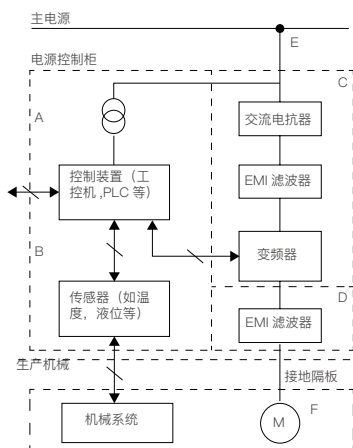 主电源
E
电源控制柜
C
A
交流电抗器
控制装置（工
控机 ,PLC 等）
EMI 滤波器
B
变频器
传感器（如温
度，液位等）
D
EMI 滤波器
生产机械
接地隔板
机械系统
M
F